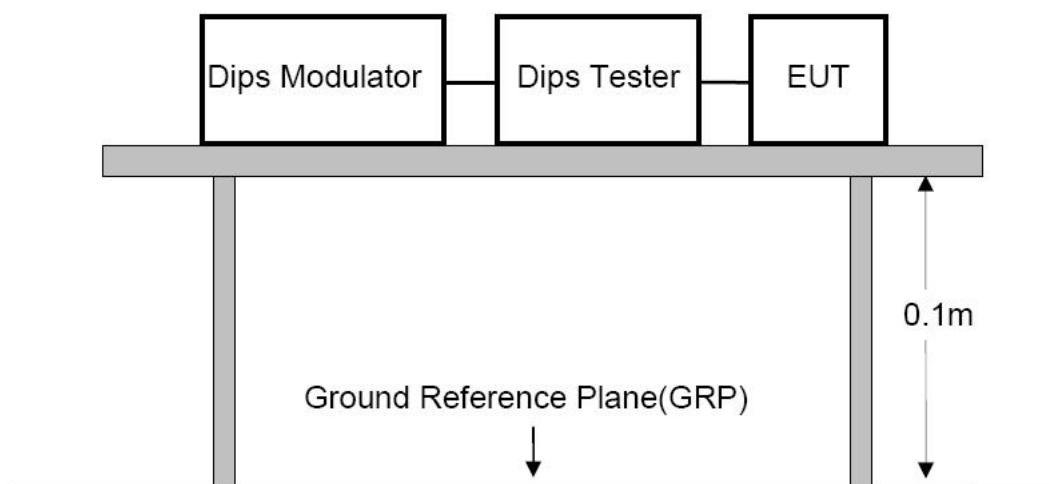 Dips Modulator
Dips Tester
EUT
0.1m
Ground Reference Plane(GRP)